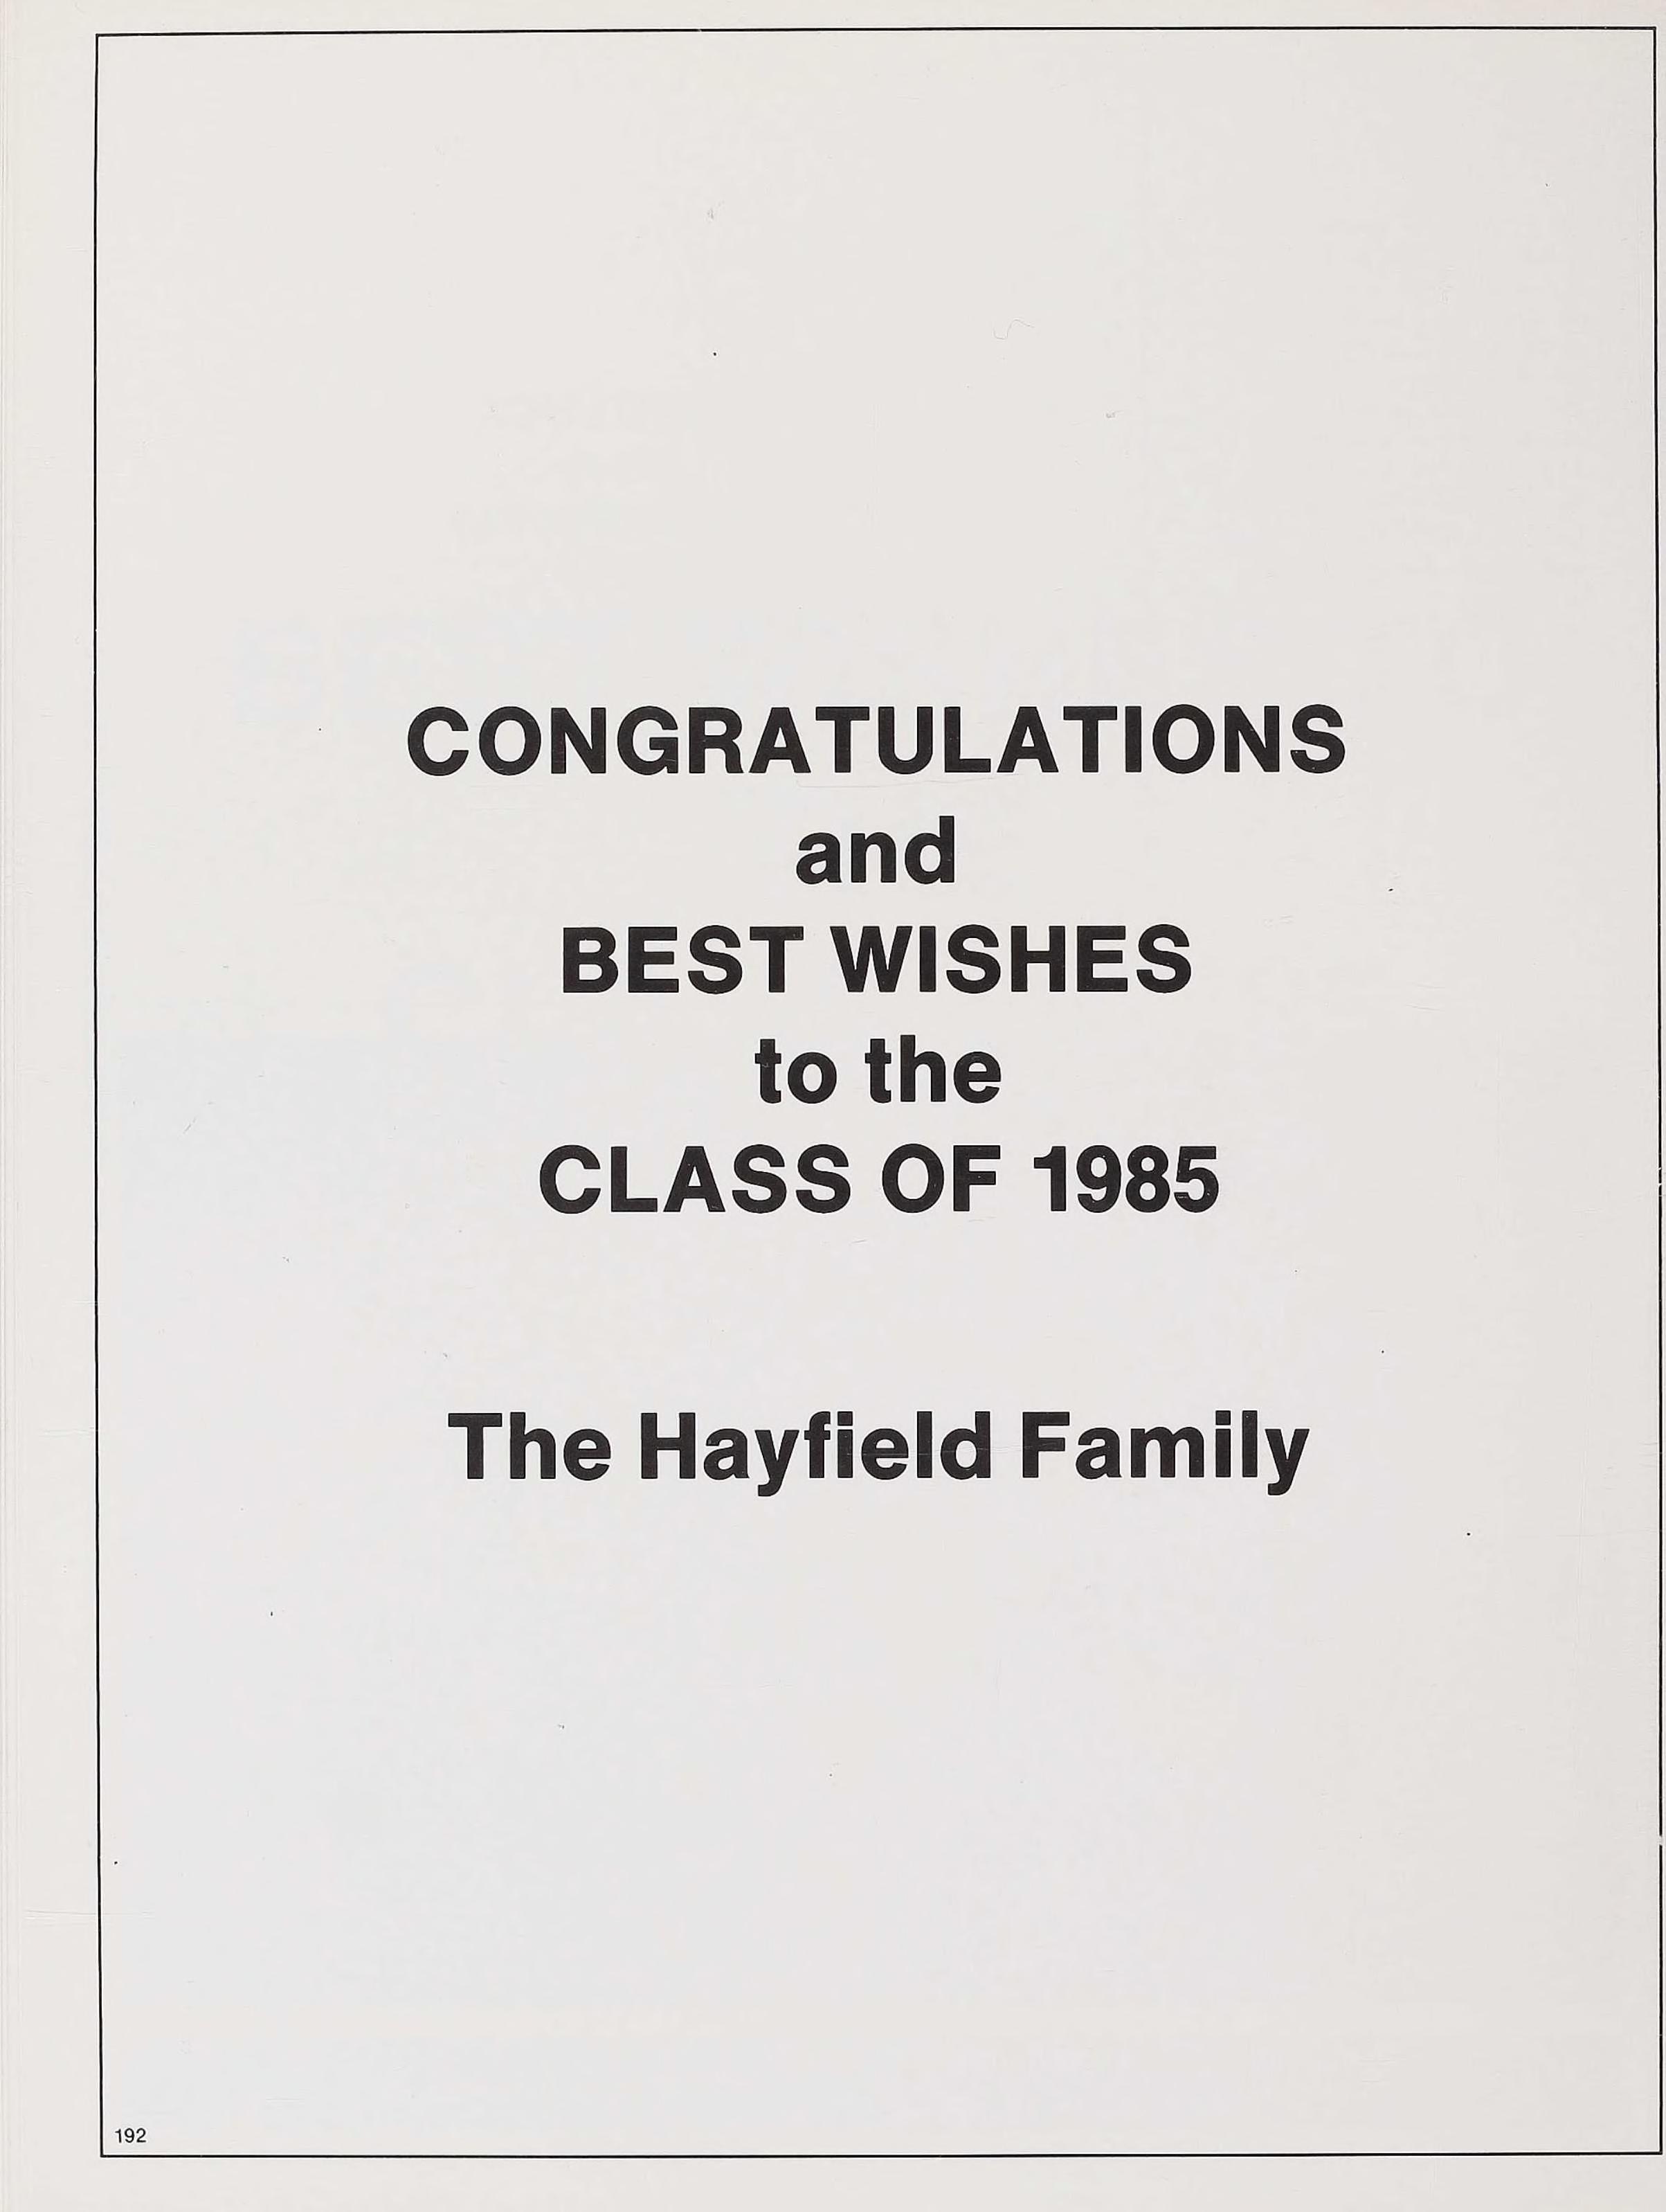 CONGRATULATIONS
and
BEST WISHES
to the
CLASS OF 1985
The Hayfield Family
192